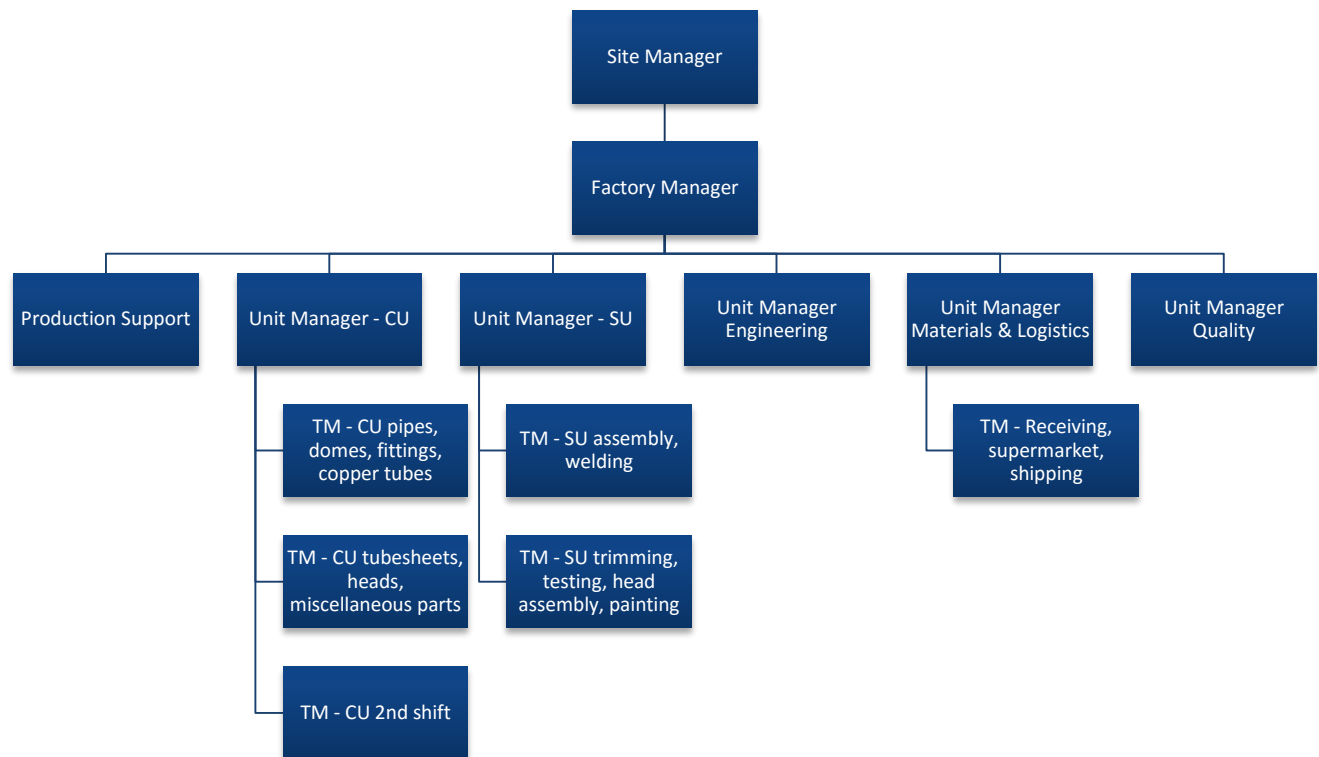 Site Manager
Factory Manager
Production Support
Unit Manager - CU
Unit Manager - SU
Unit Manager
Engineering
Unit Manager
Materials & Logistics
Unit Manager
Quality
TM - CU pipes,
domes, fittings,
copper tubes
TM - SU assembly,
welding
TM - Receiving,
supermarket,
shipping
TM - CU tubesheets,
heads,
miscellaneous parts
TM - SU trimming,
testing, head
assembly, painting
TM - CU 2nd shift